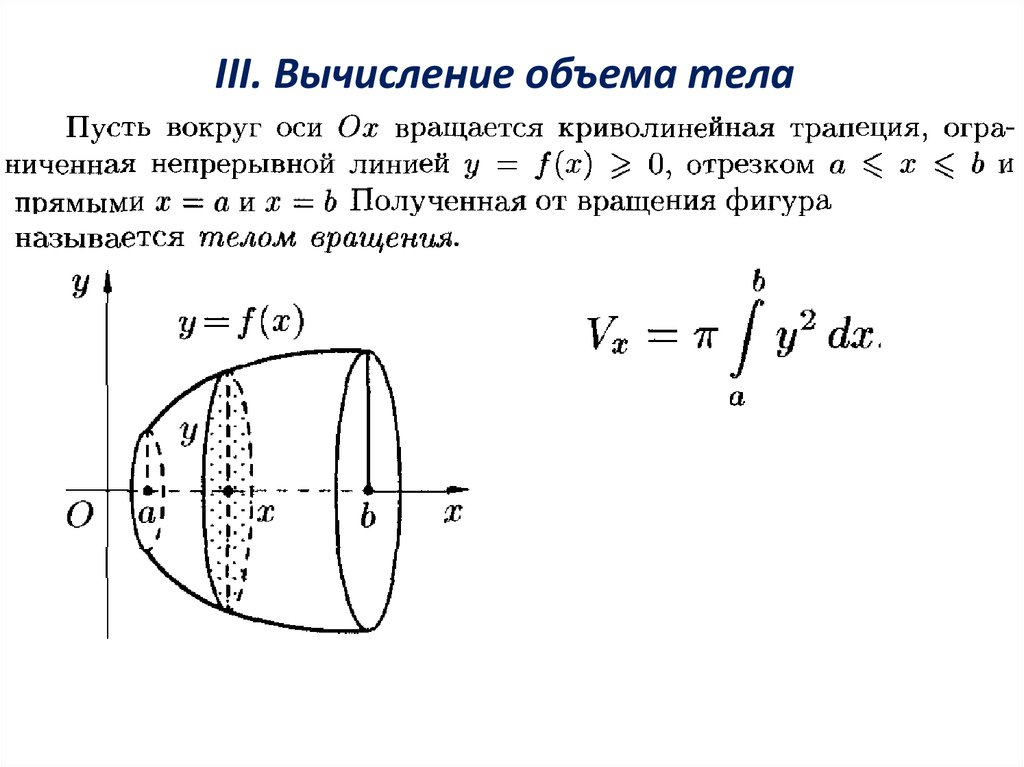 III. Вычисление объема тела
Пусть вокруг оси Ox вращается криволинейная трапеция, огра-
ниченная непрерывной линией y = f(x) ⩾ 0, отрезком a ⩽ x ⩽ b и
прямыми x = a и x = b Полученная от вращения фигура
называется телом вращения.
y
y = f(x)
y
O a x b x
b
V_x = π ∫ y² dx.
a